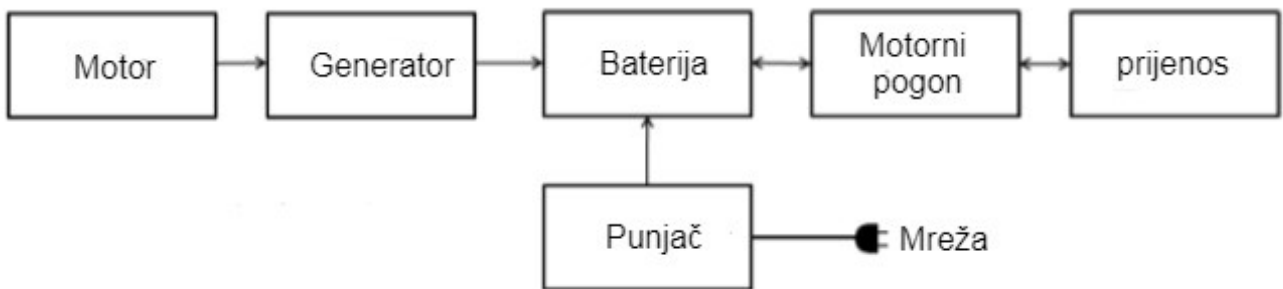 Motor
Generator
Baterija
Motorni
pogon
prijenos
Punjač
Mreža